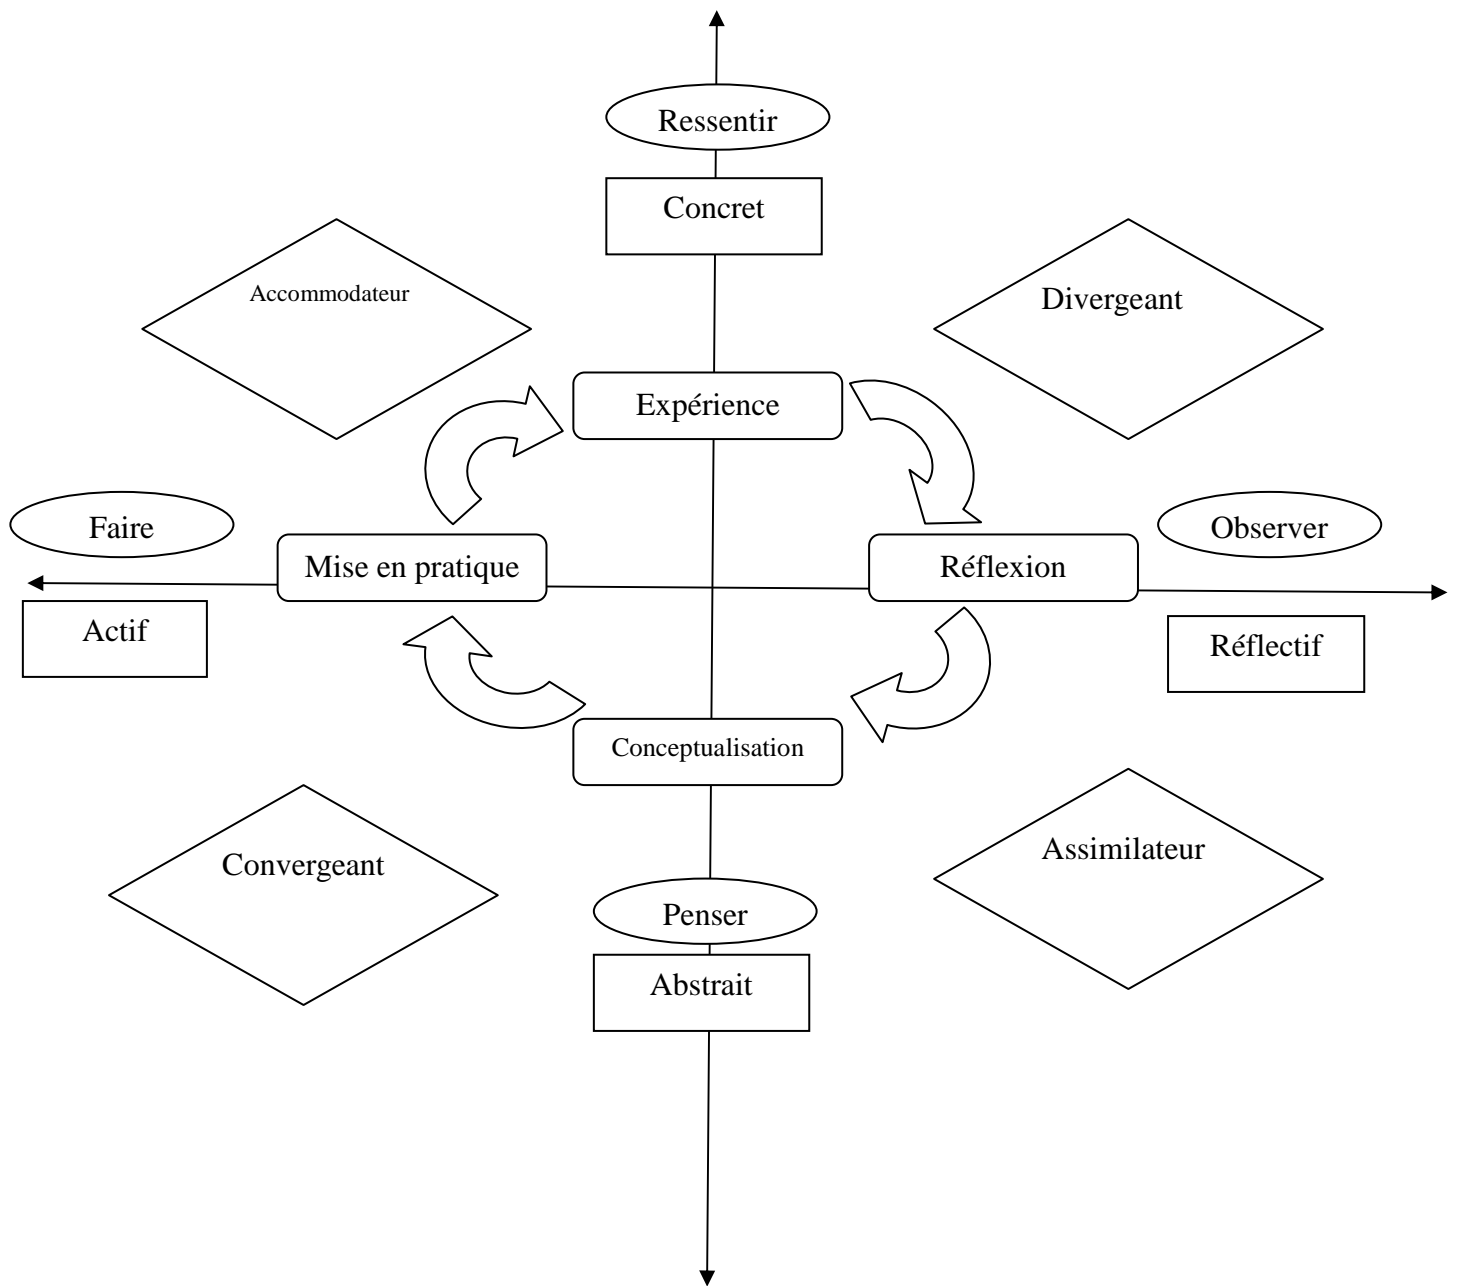 Ressentir
Concret
Accommodateur
Divergeant
Expérience
Faire
Observer
Mise en pratique
Réflexion
Actif
Réflectif
Conceptualisation
Convergeant
Assimilateur
Penser
Abstrait